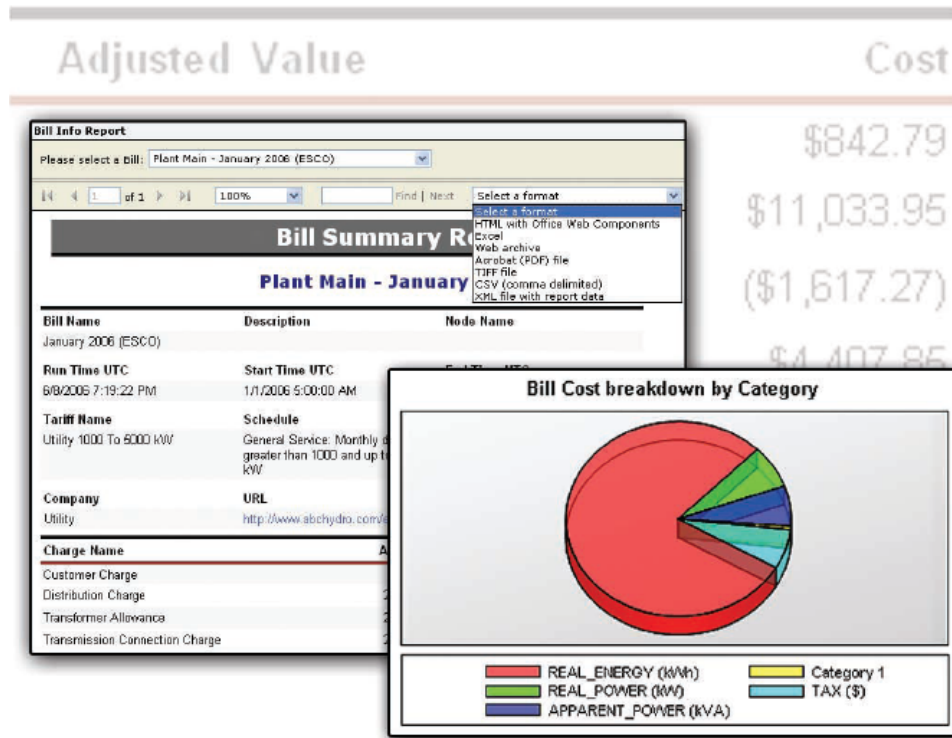 Adjusted Value Cost
$842.79
$11,033.95
($1,617.27)
$4,407.86
Bill Info Report
Please select a Bill: Plant Main - January 2006 (ESCO)
1 of 1 100% Find | Next Select a format
Select a format
HTML with Office Web Components
Excel
Web archive
Acrobat (PDF) file
TIFF file
CSV (comma delimited)
XML file with report data
Bill Summary Re
Plant Main - January
Bill Name Description Node Name
January 2006 (ESCO)
Run Time UTC Start Time UTC
6/8/2006 7:19:22 PM 1/1/2006 5:00:00 AM
Tariff Name Schedule
Utility 1000 To 5000 kW General Service: Monthly d
greater than 1000 and up t
kW
Company URL
Utility http://www.abchydro.com/
Charge Name A
Customer Charge
Distribution Charge
Transformer Allowance
Transmission Connection Charge
Bill Cost breakdown by Category
REAL_ENERGY (kWh) Category 1
REAL_POWER (kW) TAX ($)
APPARENT_POWER (kVA)